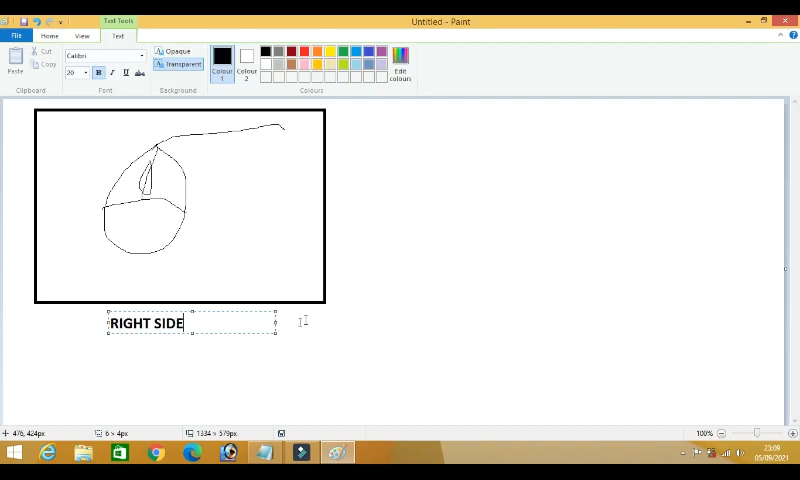 Text Tools
Untitled - Paint
File
Home
View
Text
Paste
Cut
Copy
Clipboard
Calibri
20
B I U abc
Font
Opaque
Transparent
Background
Colour 1
Colour 2
Edit colours
Colours
RIGHT SIDE
476, 424px
6 × 4px
1334 × 579px
100%
23:09
05/09/2021